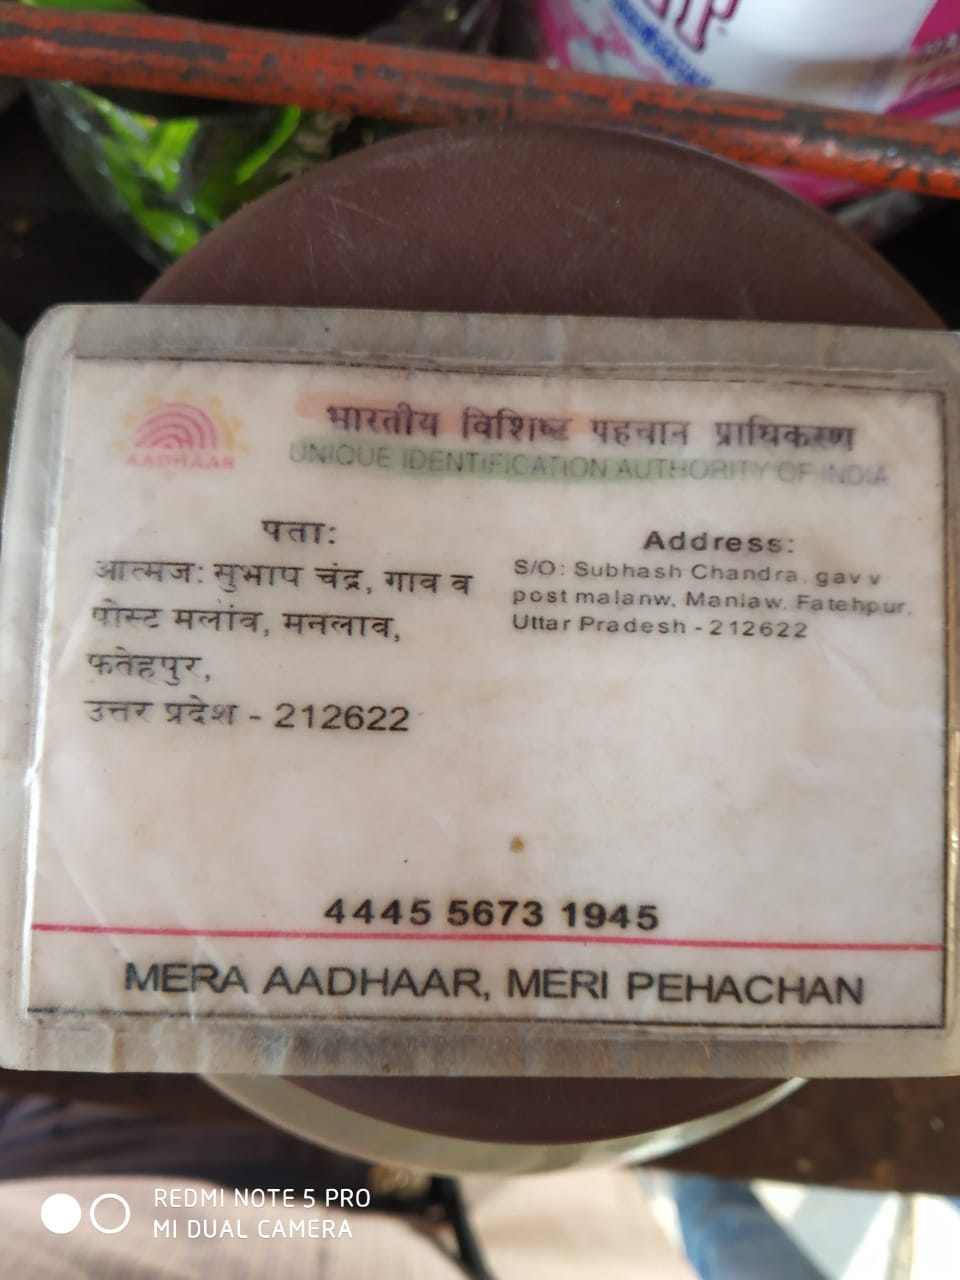 AADHAAR
भारतीय विशिष्ट पहचान प्राधिकरण
UNIQUE IDENTIFICATION AUTHORITY OF INDIA
पता:
आत्मज: सुभाष चंद्र, गाव व
पोस्ट मलांव, मनलाव,
फतेहपुर,
उत्तर प्रदेश - 212622
Address:
S/O: Subhash Chandra, gav v
post malanw, Manlaw, Fatehpur,
Uttar Pradesh - 212622
4445 5673 1945
MERA AADHAAR, MERI PEHACHAN
REDMI NOTE 5 PRO
MI DUAL CAMERA